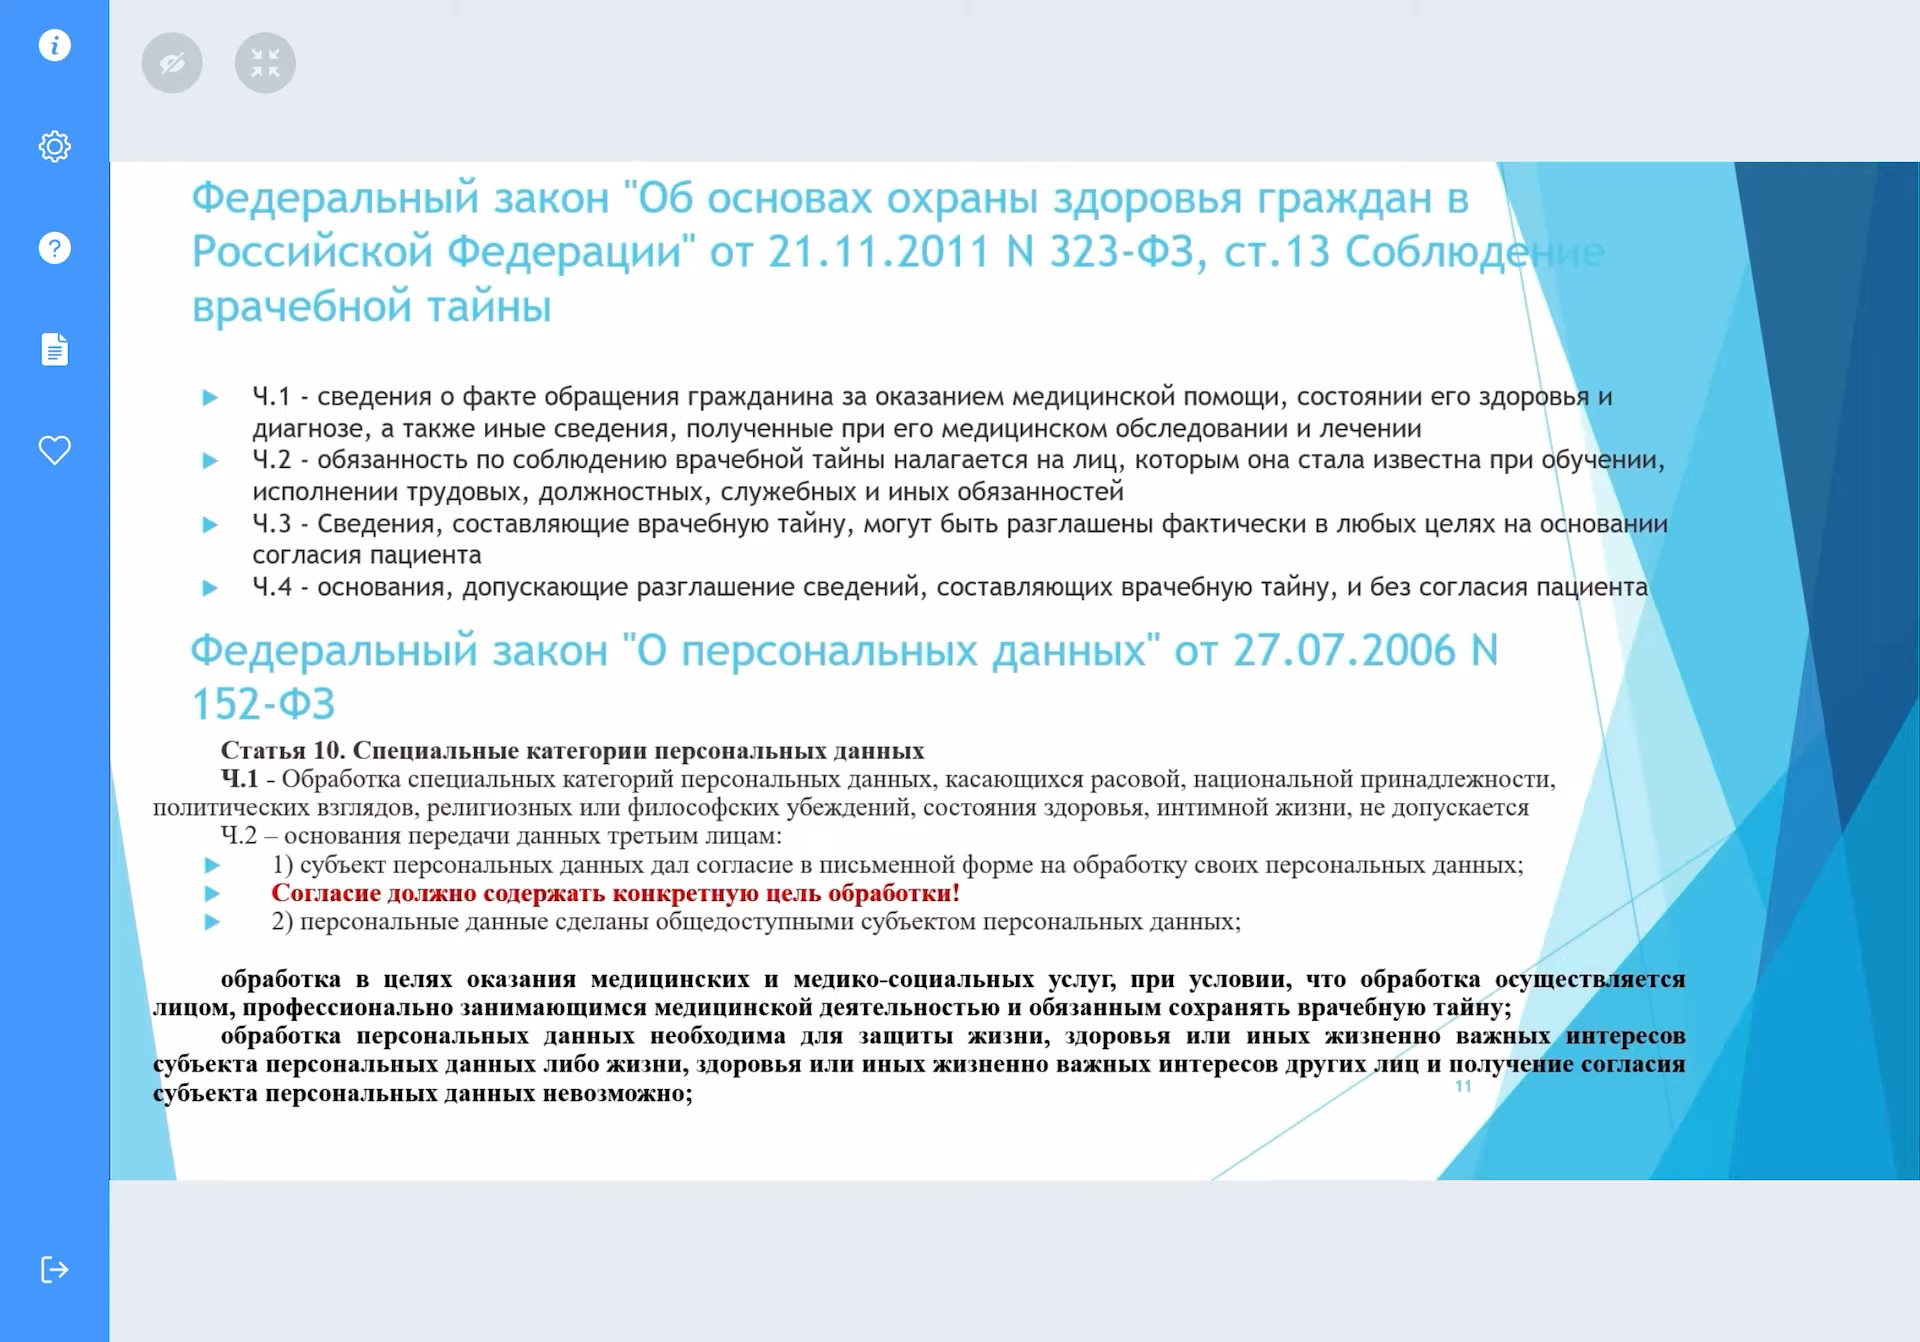 Федеральный закон "Об основах охраны здоровья граждан в
Российской Федерации" от 21.11.2011 N 323-ФЗ, ст.13 Соблюдение
врачебной тайны
Ч.1 - сведения о факте обращения гражданина за оказанием медицинской помощи, состоянии его здоровья и
диагнозе, а также иные сведения, полученные при его медицинском обследовании и лечении
Ч.2 - обязанность по соблюдению врачебной тайны налагается на лиц, которым она стала известна при обучении,
исполнении трудовых, должностных, служебных и иных обязанностей
Ч.3 - Сведения, составляющие врачебную тайну, могут быть разглашены фактически в любых целях на основании
согласия пациента
Ч.4 - основания, допускающие разглашение сведений, составляющих врачебную тайну, и без согласия пациента
Федеральный закон "О персональных данных" от 27.07.2006 N
152-ФЗ
Статья 10. Специальные категории персональных данных
Ч.1 - Обработка специальных категорий персональных данных, касающихся расовой, национальной принадлежности,
политических взглядов, религиозных или философских убеждений, состояния здоровья, интимной жизни, не допускается
Ч.2 – основания передачи данных третьим лицам:
1) субъект персональных данных дал согласие в письменной форме на обработку своих персональных данных;
Согласие должно содержать конкретную цель обработки!
2) персональные данные сделаны общедоступными субъектом персональных данных;
обработка в целях оказания медицинских и медико-социальных услуг, при условии, что обработка осуществляется
лицом, профессионально занимающимся медицинской деятельностью и обязанным сохранять врачебную тайну;
обработка персональных данных необходима для защиты жизни, здоровья или иных жизненно важных интересов
субъекта персональных данных либо жизни, здоровья или иных жизненно важных интересов других лиц и получение согласия
субъекта персональных данных невозможно;
11